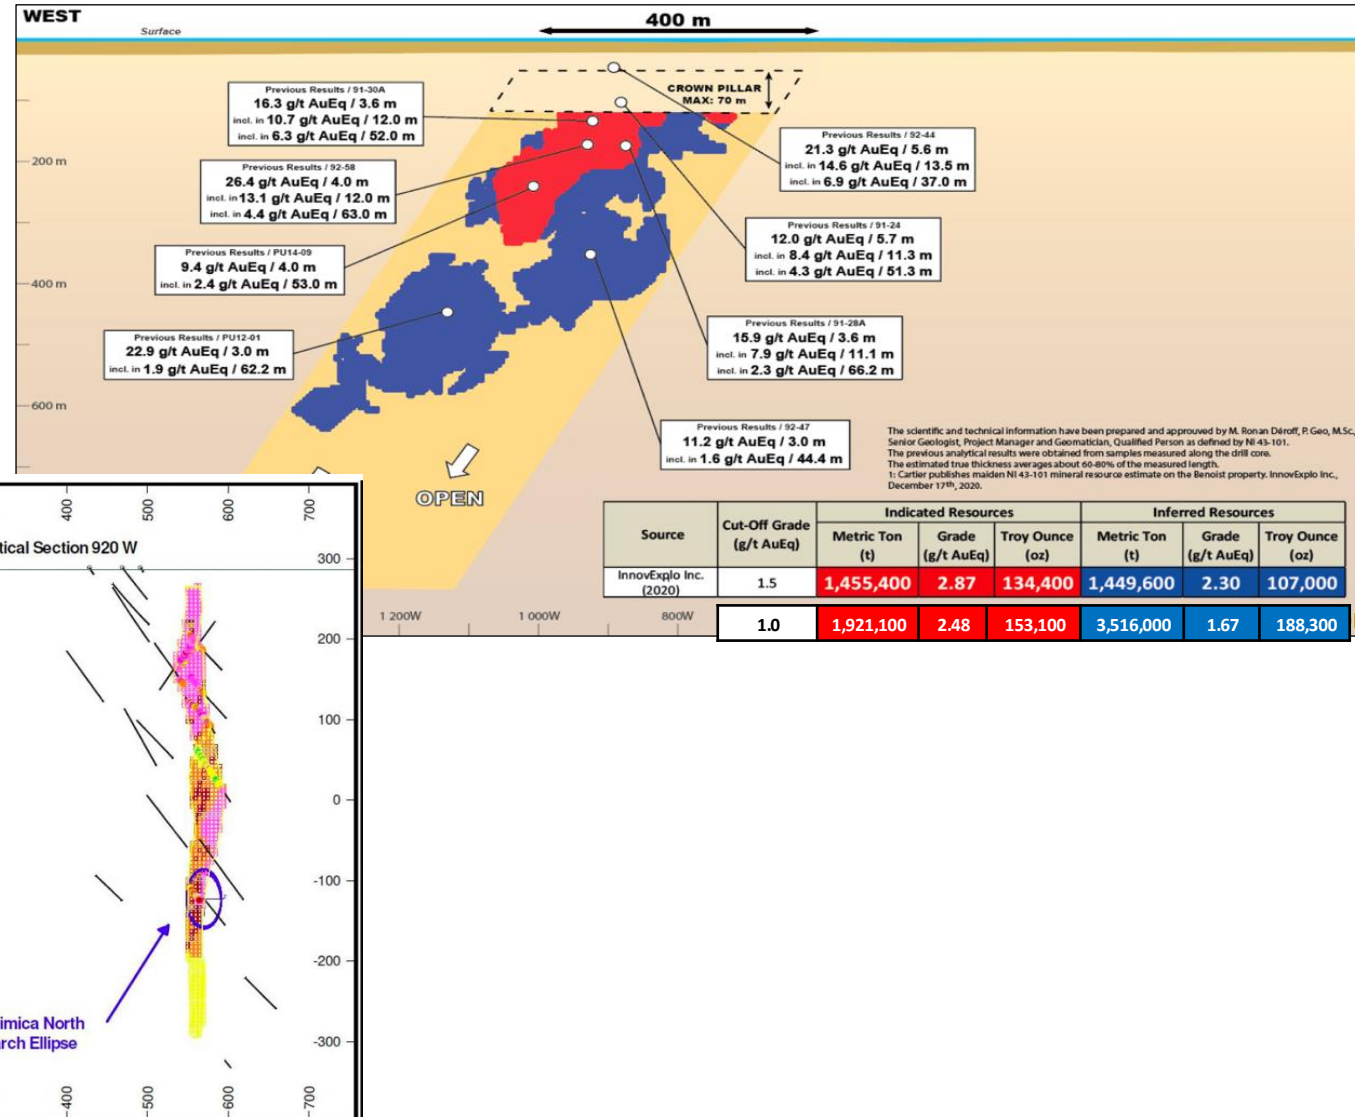 WEST
Surface
400 m
CROWN PILLAR
MAX: 70 m
Previous Results / 91-30A
16.3 g/t AuEq / 3.6 m
incl. in 10.7 g/t AuEq / 12.0 m
incl. in 6.3 g/t AuEq / 52.0 m
Previous Results / 92-44
21.3 g/t AuEq / 5.6 m
incl. in 14.6 g/t AuEq / 13.5 m
incl. in 6.9 g/t AuEq / 37.0 m
200 m
Previous Results / 92-58
26.4 g/t AuEq / 4.0 m
incl. in 13.1 g/t AuEq / 12.0 m
incl. in 4.4 g/t AuEq / 63.0 m
Previous Results / 91-24
12.0 g/t AuEq / 5.7 m
incl. in 8.4 g/t AuEq / 11.3 m
incl. in 4.3 g/t AuEq / 51.3 m
Previous Results / PU14-09
9.4 g/t AuEq / 4.0 m
incl. in 2.4 g/t AuEq / 53.0 m
400 m
Previous Results / 91-28A
15.9 g/t AuEq / 3.6 m
incl. in 7.9 g/t AuEq / 11.1 m
incl. in 2.3 g/t AuEq / 66.2 m
Previous Results / PU12-01
22.9 g/t AuEq / 3.0 m
incl. in 1.9 g/t AuEq / 62.2 m
600 m
Previous Results / 92-47
11.2 g/t AuEq / 3.0 m
incl. in 1.6 g/t AuEq / 44.4 m
The scientific and technical information have been prepared and approuved by M. Ronan Déroff, P. Geo, M.Sc.,
Senior Geologist, Project Manager and Geomatician, Qualified Person as defined by NI 43-101.
The previous analytical results were obtained from samples measured along the drill core.
The estimated true thickness averages about 60-80% of the measured length.
1: Cartier publishes maiden NI 43-101 mineral resource estimate on the Benoist property. InnovExplo Inc.,
December 17th, 2020.
OPEN
Source Cut-Off Grade (g/t AuEq) Indicated Resources Inferred Resources
Metric Ton (t) Grade (g/t AuEq) Troy Ounce (oz) Metric Ton (t) Grade (g/t AuEq) Troy Ounce (oz)
InnovExplo Inc. (2020) 1.5 1,455,400 2.87 134,400 1,449,600 2.30 107,000
1.0 1,921,100 2.48 153,100 3,516,000 1.67 188,300
1 200W 1 000W 800W
400 500 600 700
tical Section 920 W
300
200
100
0
-100
-200
-300
imica North
arch Ellipse
400 500 600 700